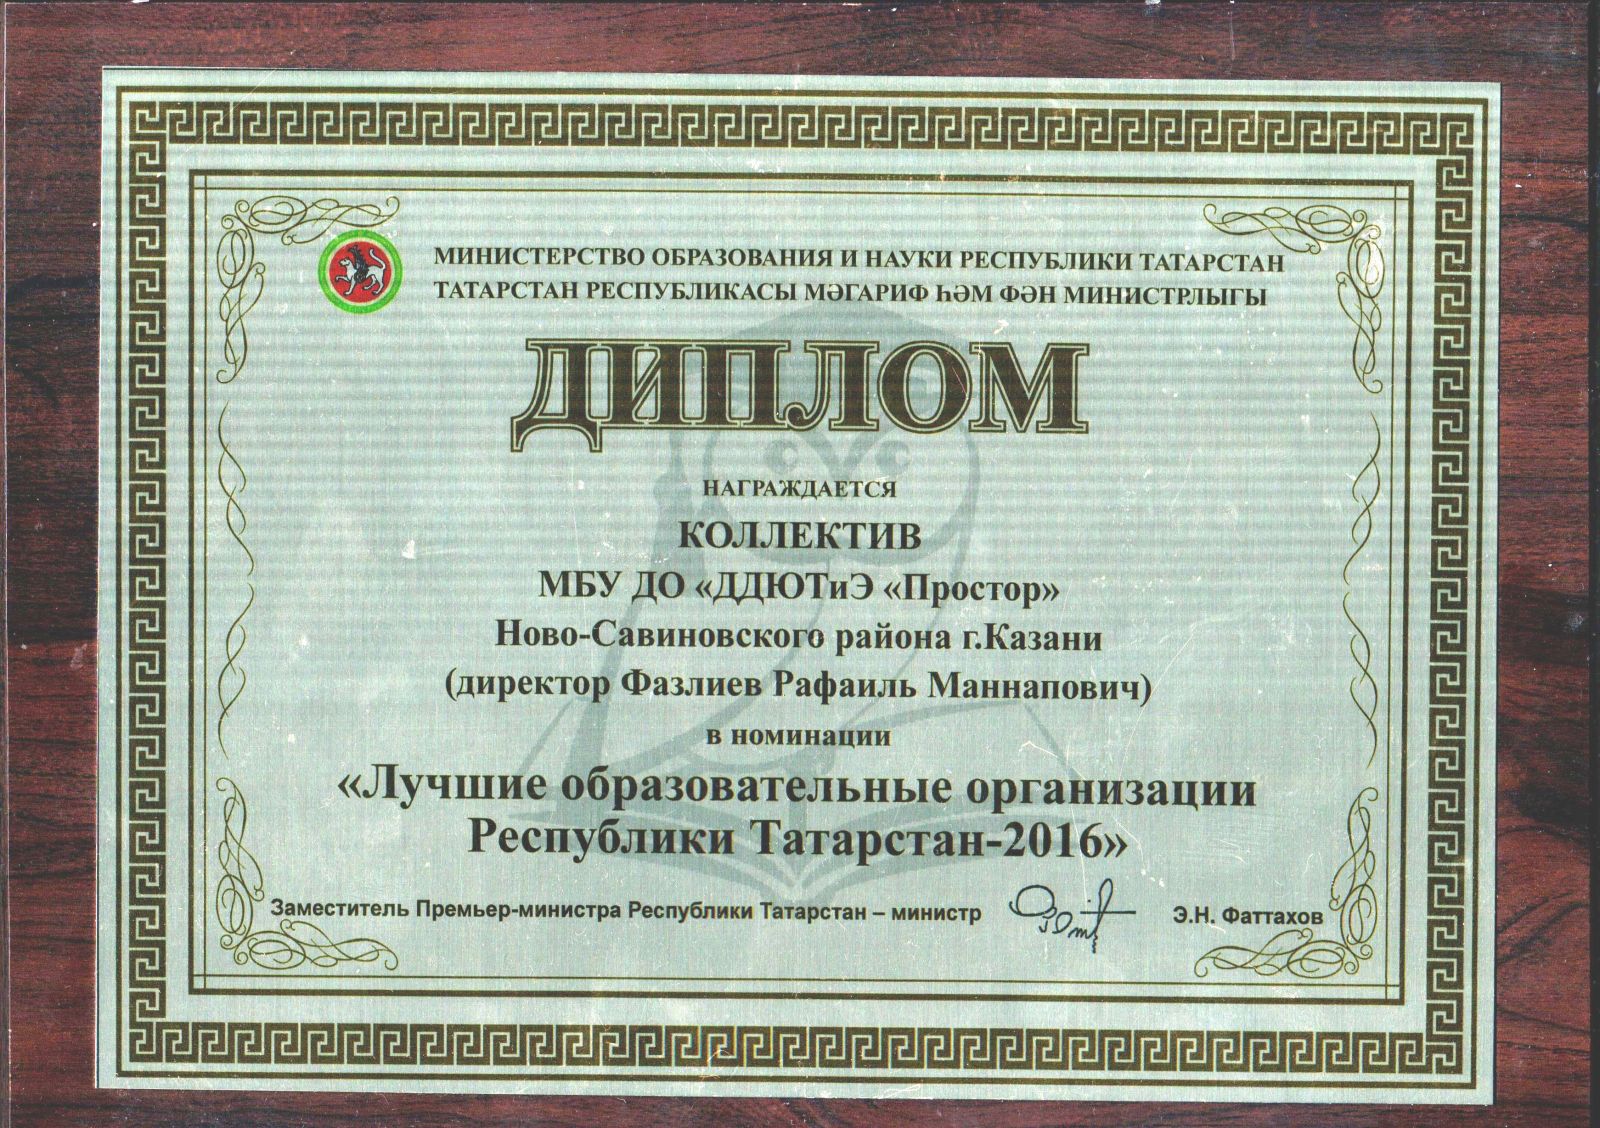 МИНИСТЕРСТВО ОБРАЗОВАНИЯ И НАУКИ РЕСПУБЛИКИ ТАТАРСТАН
ТАТАРСТАН РЕСПУБЛИКАСЫ МӘГАРИФ ҺӘМ ФӘН МИНИСТРЛЫГЫ
ДИПЛОМ
НАГРАЖДАЕТСЯ
КОЛЛЕКТИВ
МБУ ДО «ДДЮТиЭ «Простор»
Ново-Савиновского района г.Казани
(директор Фазлиев Рафаиль Маннапович)
в номинации
«Лучшие образовательные организации
Республики Татарстан-2016»
Заместитель Премьер-министра Республики Татарстан – министр Э.Н. Фаттахов